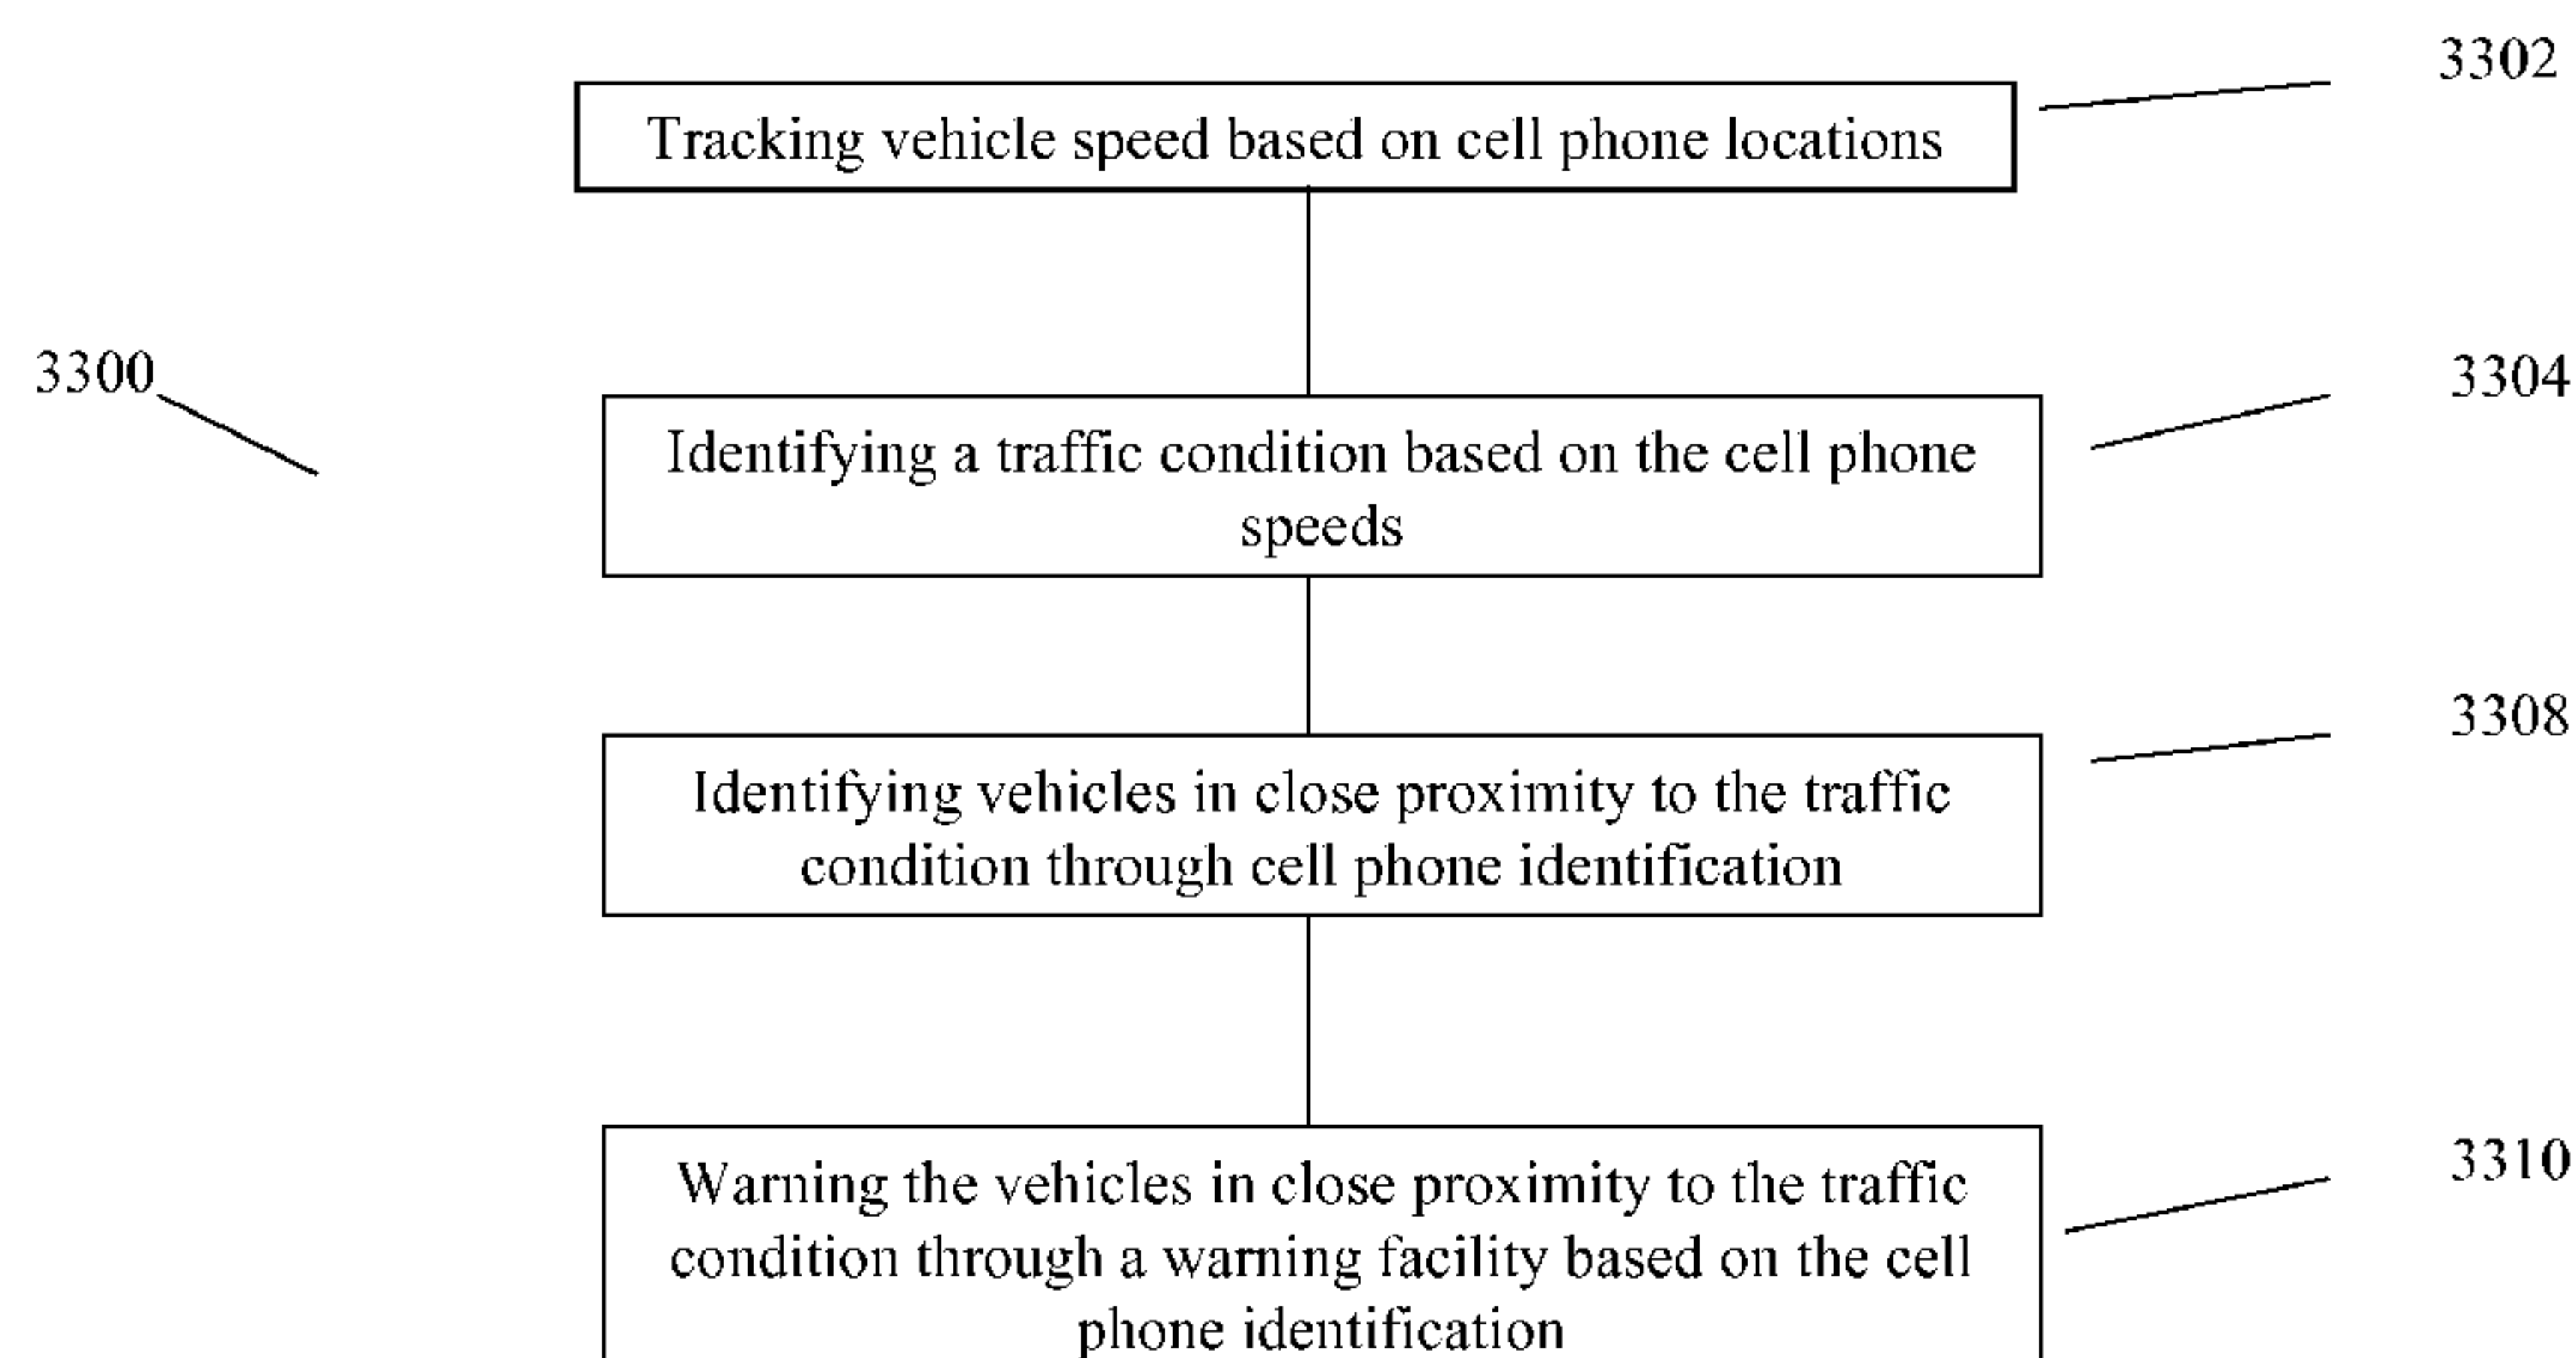 3302
Tracking vehicle speed based on cell phone locations
3300
3304
Identifying a traffic condition based on the cell phone
speeds
3308
Identifying vehicles in close proximity to the traffic
condition through cell phone identification
3310
Warning the vehicles in close proximity to the traffic
condition through a warning facility based on the cell
phone identification